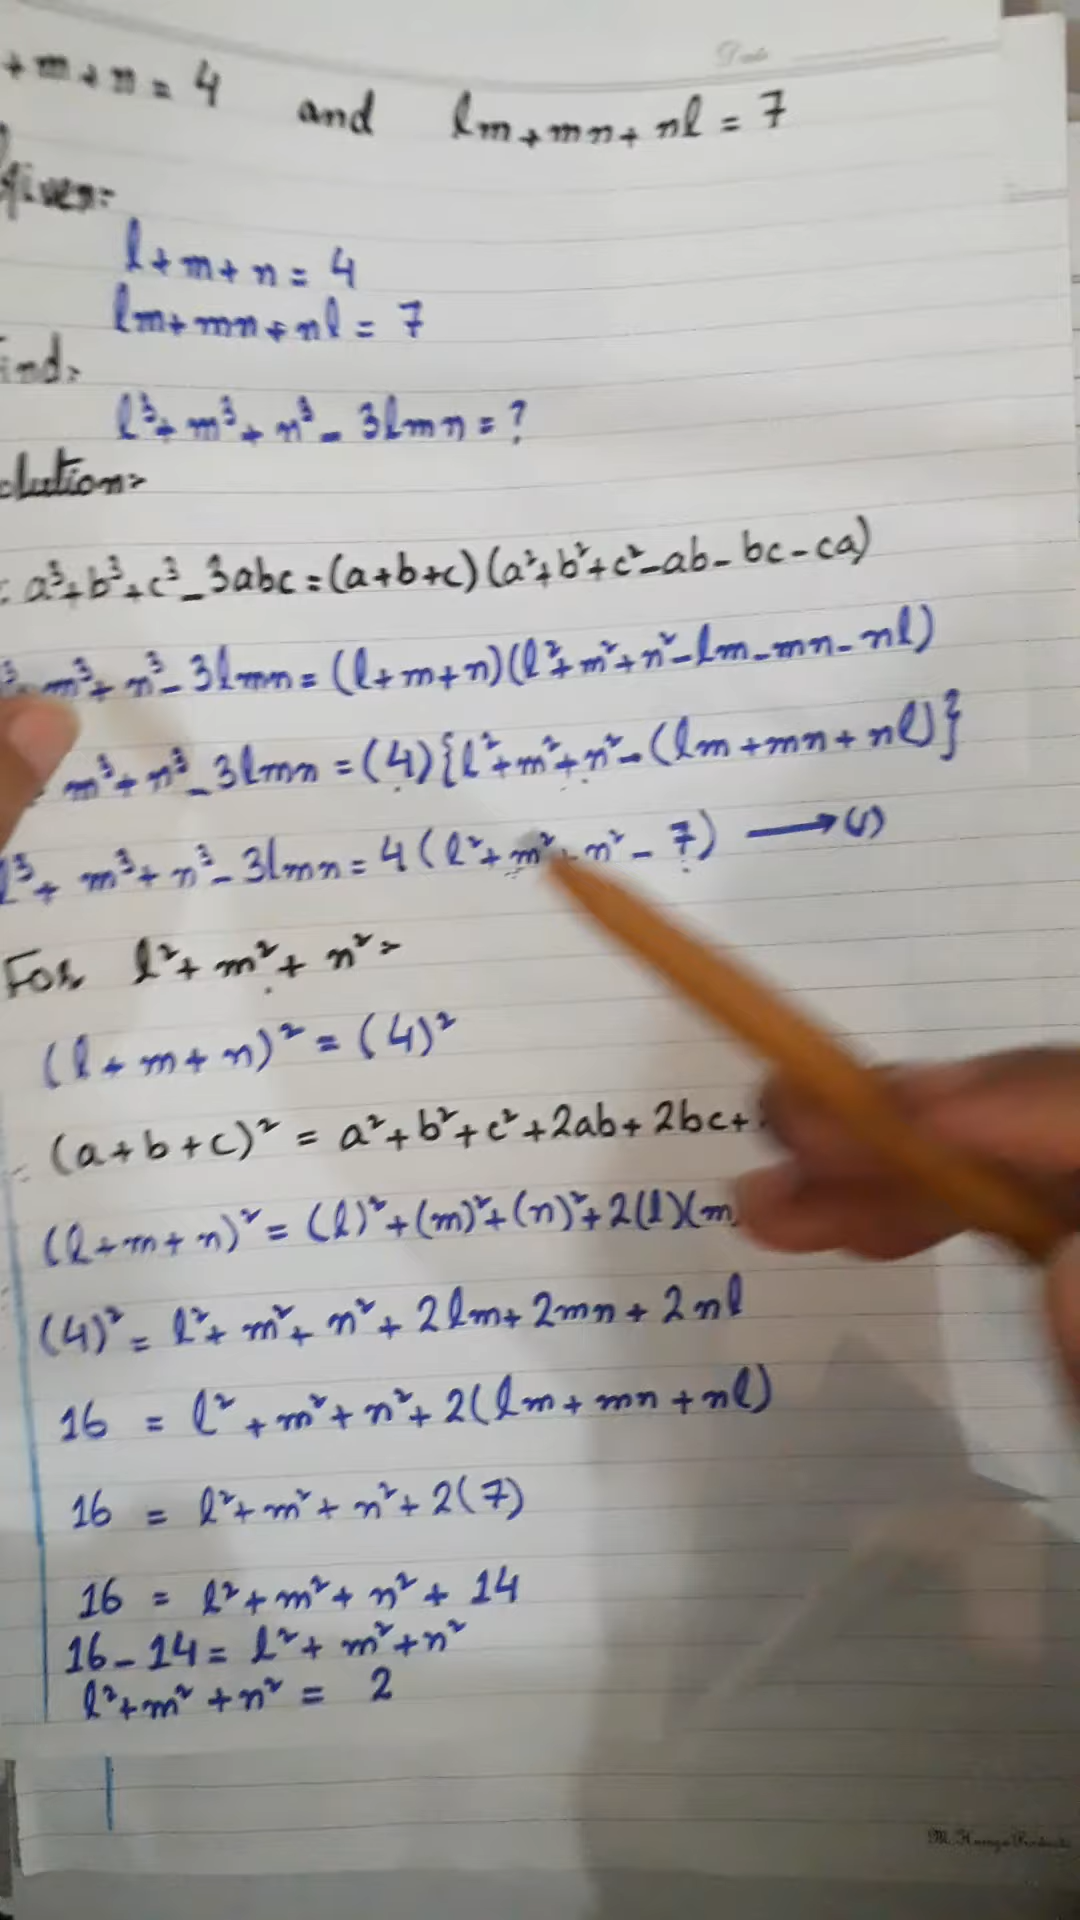 Date
+ m + n = 4 and lm + mn + nl = 7
Given:-
l + m + n = 4
lm + mn + nl = 7
ind:-
l³ + m³ + n³ - 3lmn = ?
olution:-
∵ a³+b³+c³-3abc=(a+b+c)(a²+b²+c²-ab-bc-ca)
³ m³+ n³-3lmn=(l+m+n)(l²+m²+n²-lm-mn-nl)
m³+n³-3lmn=(4){l²+m²+n²-(lm+mn+nl)}
l³+ m³+n³-3lmn=4(l²+m²+n²-7) ⟶(1)
For l²+m²+n²:-
(l+m+n)²=(4)²
∵ (a+b+c)² = a²+b²+c²+2ab+2bc+
(l+m+n)²=(l)²+(m)²+(n)²+2(l)(m)
(4)²= l²+m²+n²+2lm+2mn+2nl
16 = l²+m²+n²+2(lm+mn+nl)
16 = l²+m²+n²+2(7)
16 = l²+m²+n²+14
16-14= l²+m²+n²
l²+m²+n² = 2